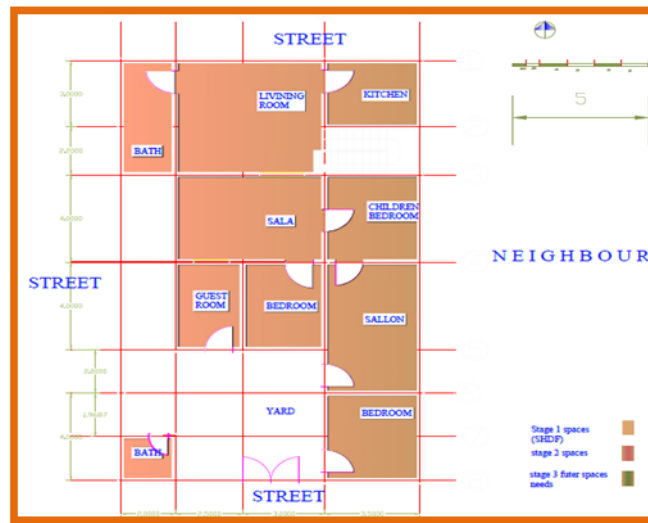 STREET
LIVINING
ROOM
KITCHEN
5
BATH
SALA
CHILDREN
BEDROOM
NEIGHBOUR
STREET
GUEST
ROOM
BEDROOM
SALLON
YARD
BEDROOM
BATH
STREET
Stage 1 spaces
(SHDF)
stage 2 spaces
stage 3 futer spaces
needs